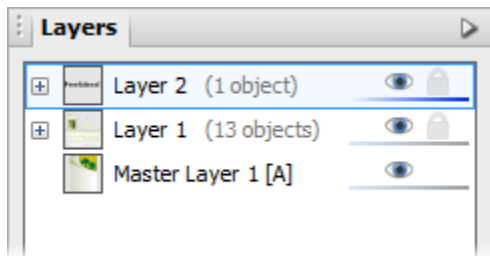 Layers
Layer 2 (1 object)
Layer 1 (13 objects)
Master Layer 1 [A]